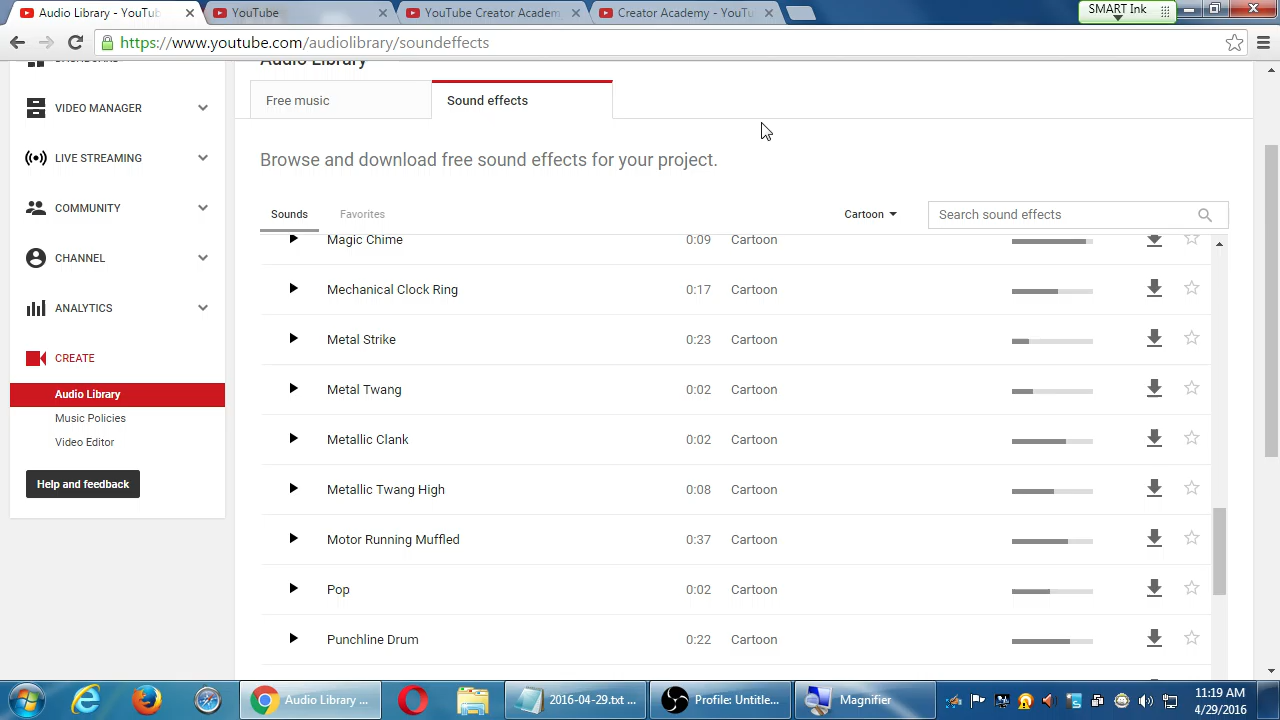 Audio Library - YouTu
YouTube
YouTube Creator Academ
Creator Academy - YouTu
SMART Ink
https://www.youtube.com/audiolibrary/soundeffects
DASHBOARD
VIDEO MANAGER
LIVE STREAMING
COMMUNITY
CHANNEL
ANALYTICS
CREATE
Audio Library
Music Policies
Video Editor
Help and feedback
Audio Library
Free music
Sound effects
Browse and download free sound effects for your project.
Sounds
Favorites
Cartoon
Search sound effects
Magic Chime 0:09 Cartoon
Mechanical Clock Ring 0:17 Cartoon
Metal Strike 0:23 Cartoon
Metal Twang 0:02 Cartoon
Metallic Clank 0:02 Cartoon
Metallic Twang High 0:08 Cartoon
Motor Running Muffled 0:37 Cartoon
Pop 0:02 Cartoon
Punchline Drum 0:22 Cartoon
Audio Library ...
2016-04-29.txt ...
Profile: Untitle...
Magnifier
11:19 AM
4/29/2016